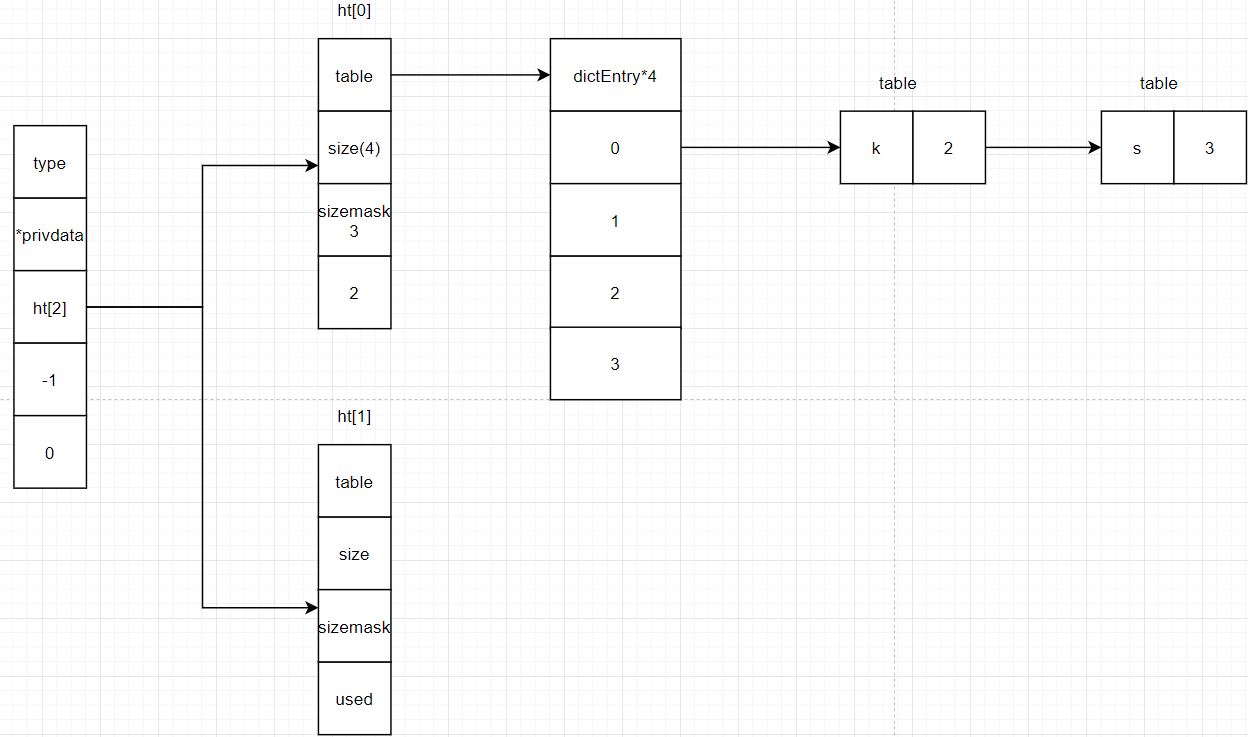 ht[0]
type
*privdata
ht[2]
-1
0
table
size(4)
sizemask
3
2
dictEntry*4
0
1
2
3
table
k
2
table
s
3
ht[1]
table
size
sizemask
used